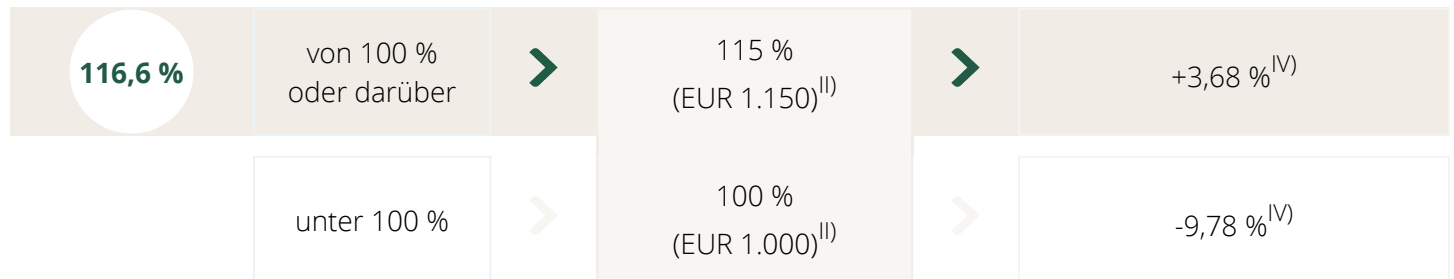 116,6 %
von 100 %
oder darüber
115 %
(EUR 1.150)II)
+3,68 %IV)
unter 100 %
100 %
(EUR 1.000)II)
-9,78 %IV)